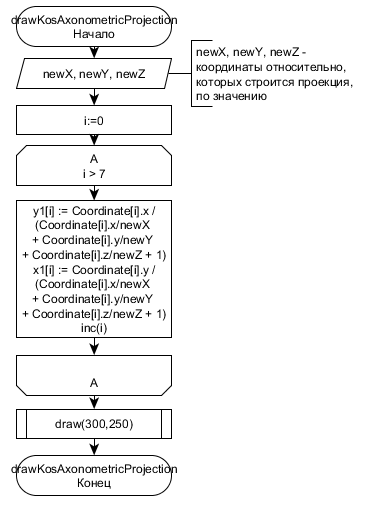 drawKosAxonometricProjection
Начало
newX, newY, newZ
newX, newY, newZ -
координаты относительно,
которых строится проекция,
по значению
i:=0
A
i > 7
y1[i] := Coordinate[i].x /
(Coordinate[i].x/newX
+ Coordinate[i].y/newY
+ Coordinate[i].z/newZ + 1)
x1[i] := Coordinate[i].y /
(Coordinate[i].x/newX
+ Coordinate[i].y/newY
+ Coordinate[i].z/newZ + 1)
inc(i)
A
draw(300,250)
drawKosAxonometricProjection
Конец